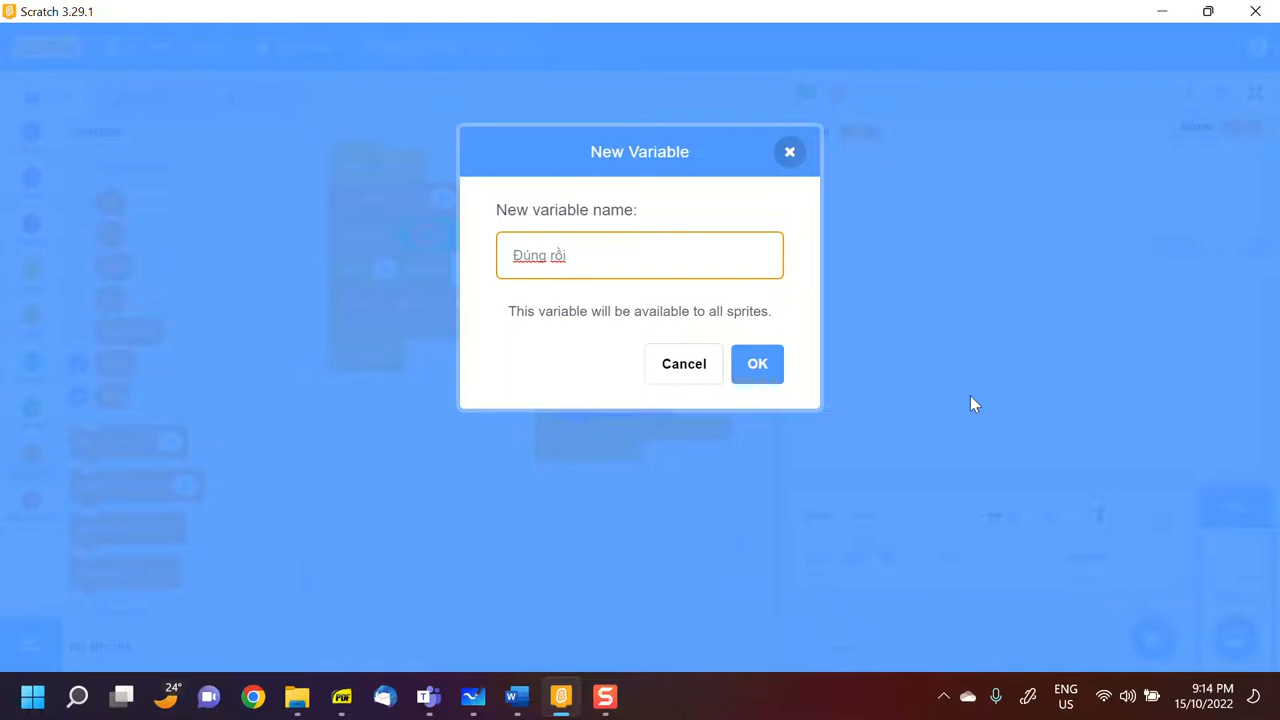 Scratch 3.29.1
New Variable
New variable name:
Đúng rồi
This variable will be available to all sprites.
Cancel
OK
24°
PDF
ENG
US
9:14 PM
15/10/2022